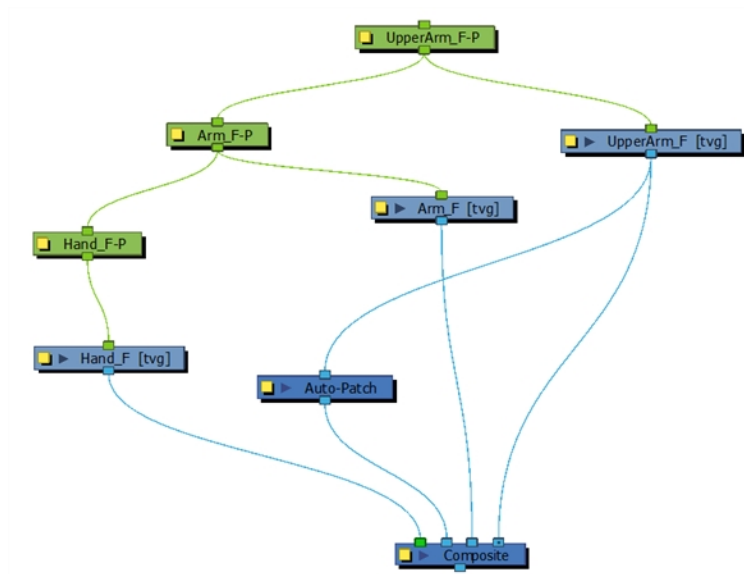 UpperArm_F-P
Arm_F-P
UpperArm_F [tvg]
Arm_F [tvg]
Hand_F-P
Hand_F [tvg]
Auto-Patch
Composite